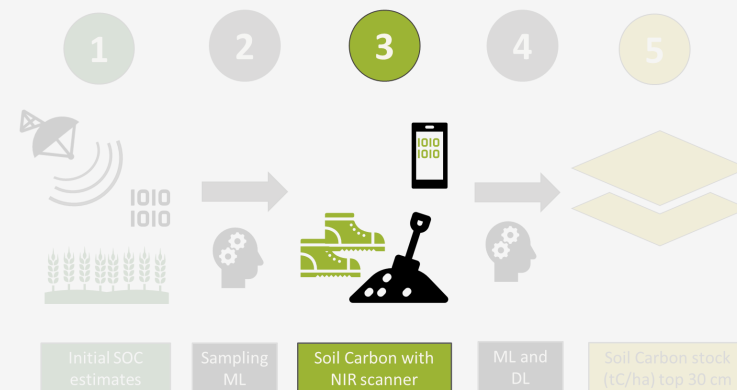 1
2
3
4
5
1010
1010
1010
1010
Initial SOC
estimates
Sampling
ML
Soil Carbon with
NIR scanner
ML and
DL
Soil Carbon stock
(tC/ha) top 30 cm